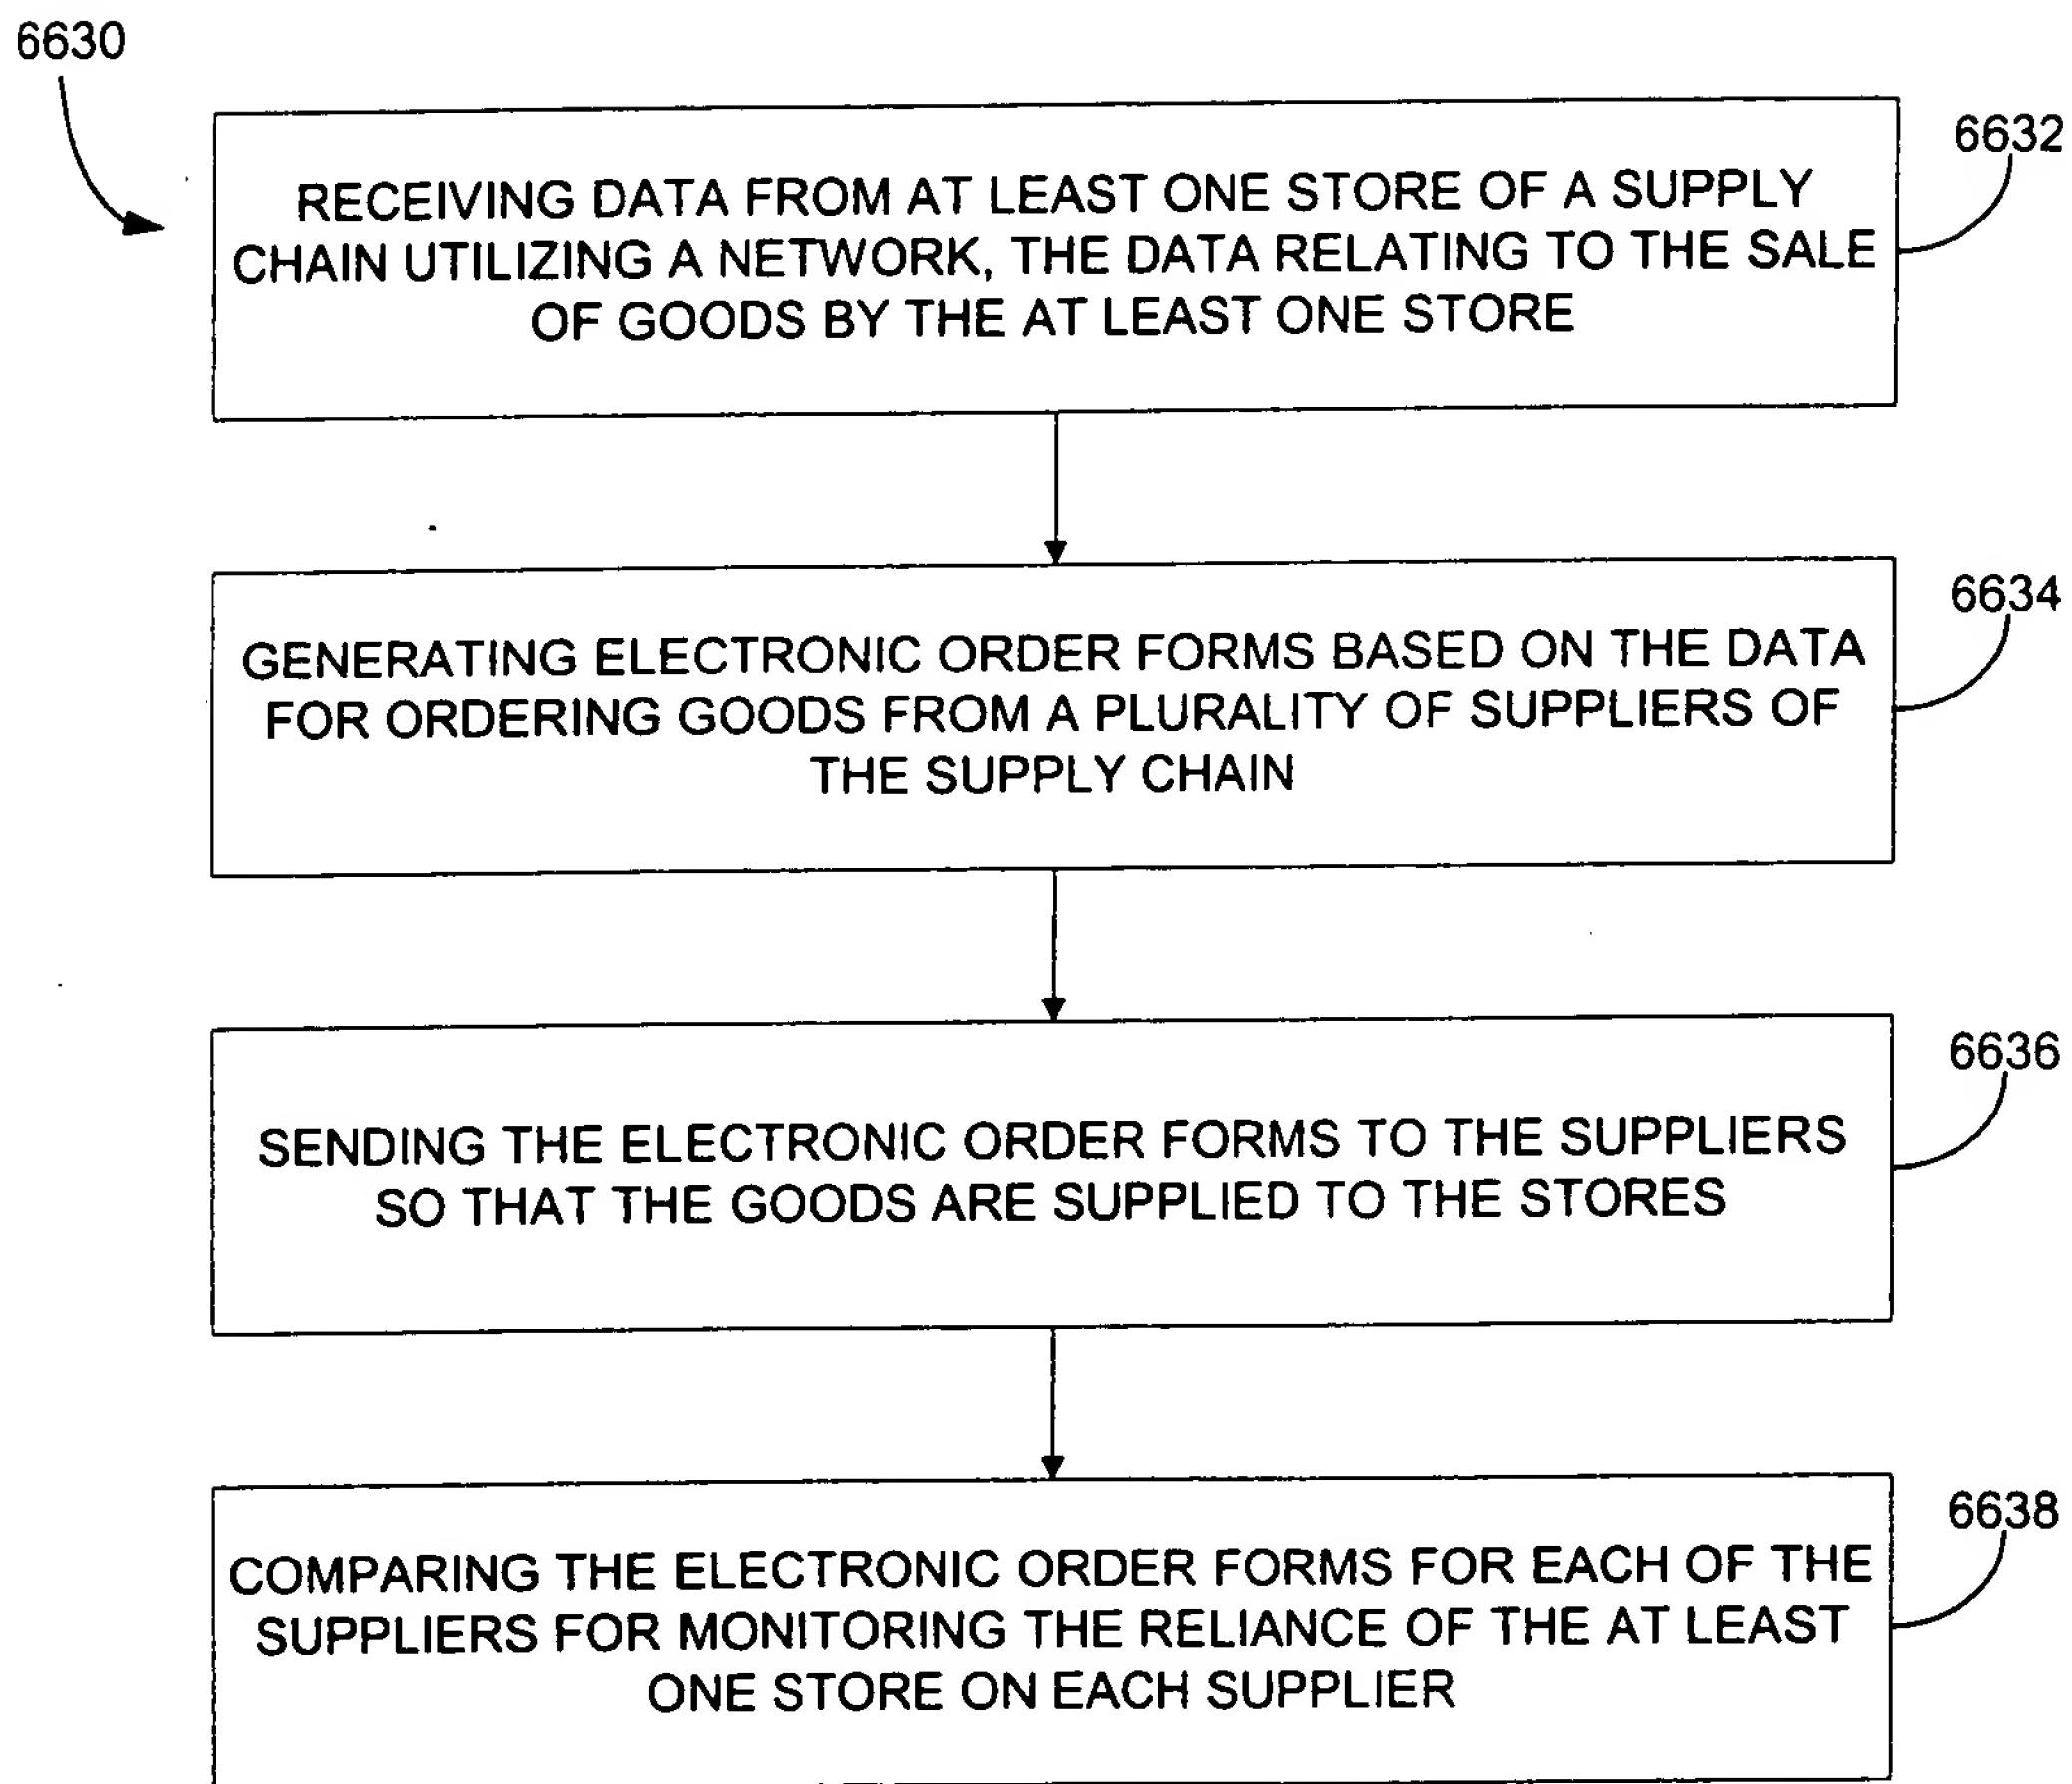 6630
6632
RECEIVING DATA FROM AT LEAST ONE STORE OF A SUPPLY
CHAIN UTILIZING A NETWORK, THE DATA RELATING TO THE SALE
OF GOODS BY THE AT LEAST ONE STORE
6634
GENERATING ELECTRONIC ORDER FORMS BASED ON THE DATA
FOR ORDERING GOODS FROM A PLURALITY OF SUPPLIERS OF
THE SUPPLY CHAIN
6636
SENDING THE ELECTRONIC ORDER FORMS TO THE SUPPLIERS
SO THAT THE GOODS ARE SUPPLIED TO THE STORES
6638
COMPARING THE ELECTRONIC ORDER FORMS FOR EACH OF THE
SUPPLIERS FOR MONITORING THE RELIANCE OF THE AT LEAST
ONE STORE ON EACH SUPPLIER